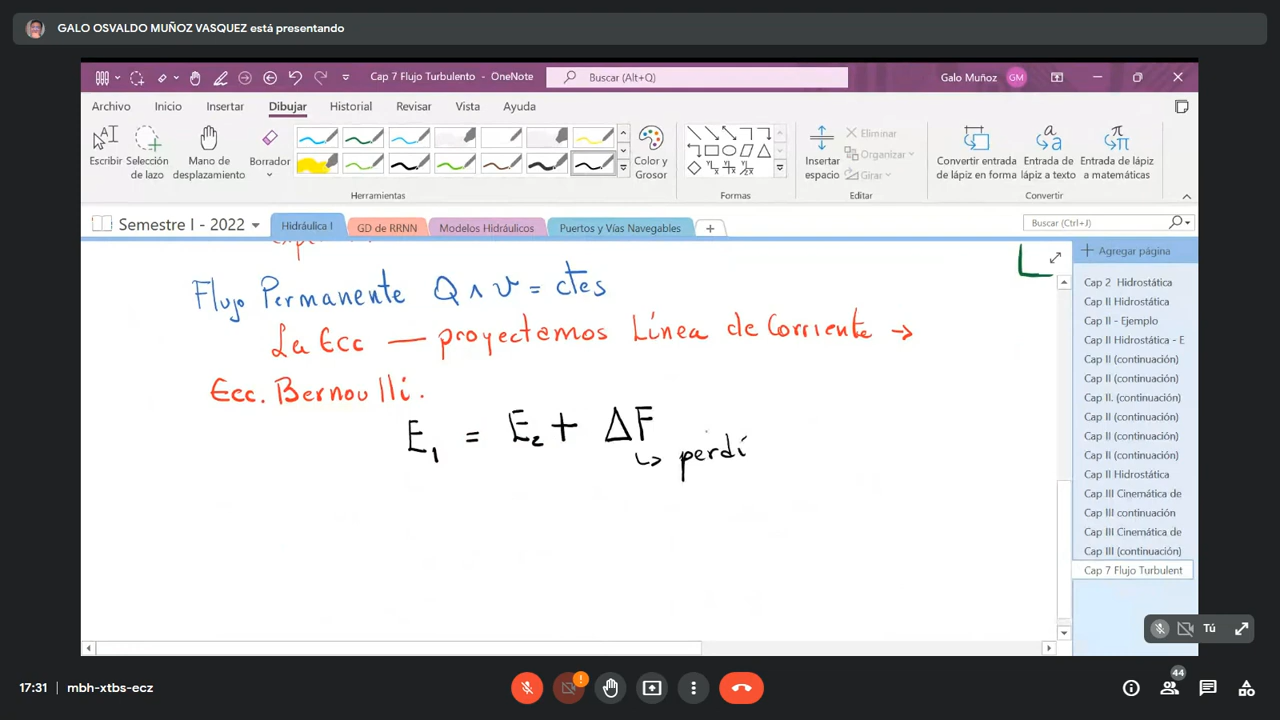 GALO OSVALDO MUÑOZ VASQUEZ está presentando
Cap 7 Flujo Turbulento - OneNote
Buscar (Alt+Q)
Galo Muñoz GM
Archivo Inicio Insertar Dibujar Historial Revisar Vista Ayuda
Escribir
Selección de lazo
Mano de desplazamiento
Borrador
Color y Grosor
Insertar espacio
Eliminar
Organizar
Girar
Convertir entrada de lápiz en forma
Entrada de lápiz a texto
Entrada de lápiz a matemáticas
Herramientas Formas Editar Convertir
Semestre I - 2022 Hidráulica I GD de RRNN Modelos Hidráulicos Puertos y Vías Navegables
Buscar (Ctrl+J)
Flujo Permanente Q ∧ v = ctes
La Ecc — proyectamos Línea de Corriente →
Ecc. Bernoulli.
E1 = E2 + ΔF
↳ perdi
Agregar página
Cap 2 Hidrostática
Cap II Hidrostática
Cap II - Ejemplo
Cap II Hidrostática - E
Cap II (continuación)
Cap II (continuación)
Cap II. (continuación)
Cap II (continuación)
Cap II (continuación)
Cap II (continuación)
Cap II Hidrostática
Cap III Cinemática de
Cap III continuación
Cap III Cinemática de
Cap III (continuación)
Cap 7 Flujo Turbulent
Tú
17:31 | mbh-xtbs-ecz
44